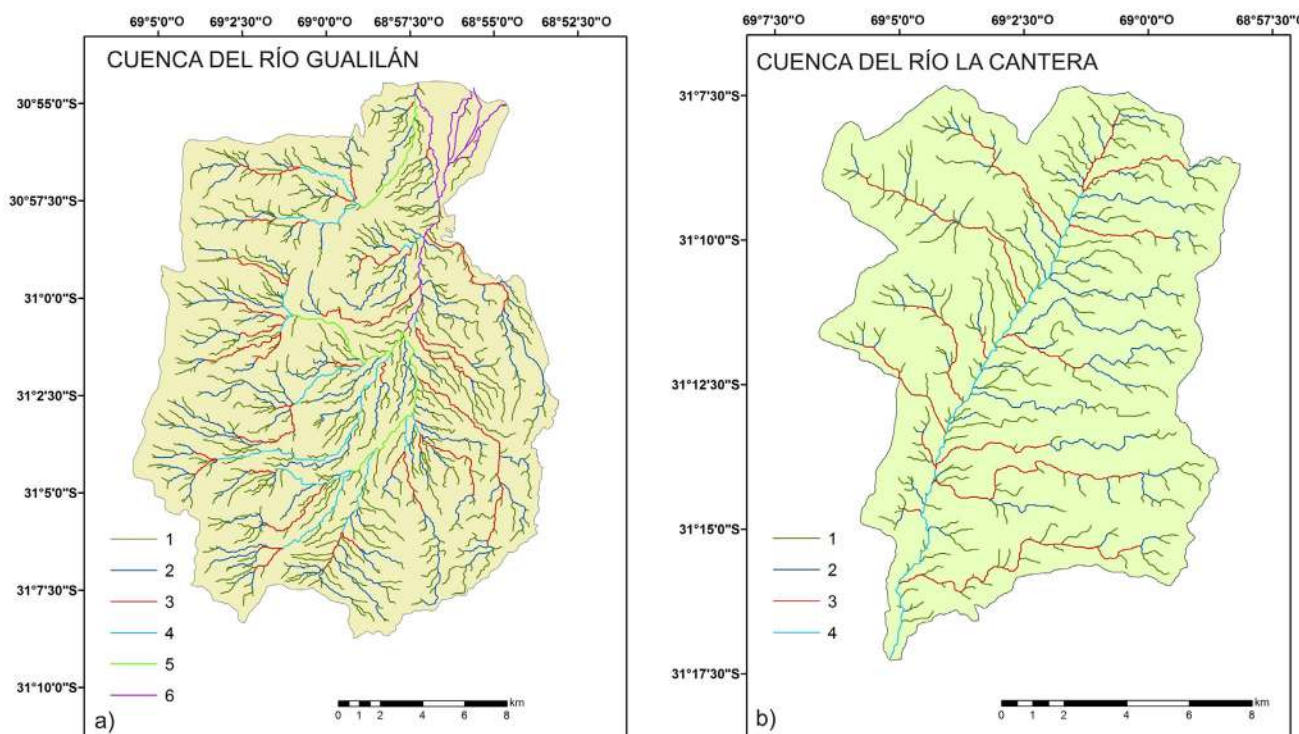 69°5'0"O 69°2'30"O 69°0'0"O 68°57'30"O 68°55'0"O 68°52'30"O
CUENCA DEL RÍO GUALILÁN
30°55'0"S
30°57'30"S
31°0'0"S
31°2'30"S
31°5'0"S
31°7'30"S
31°10'0"S
1
2
3
4
5
6
km
0 1 2 4 6 8
a)
69°7'30"O 69°5'0"O 69°2'30"O 69°0'0"O 68°57'30"O
CUENCA DEL RÍO LA CANTERA
31°7'30"S
31°10'0"S
31°12'30"S
31°15'0"S
31°17'30"S
1
2
3
4
km
0 1 2 4 6 8
b)